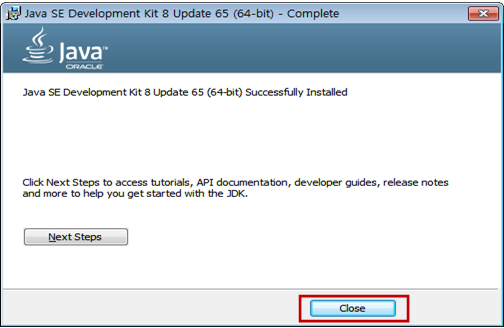 Java SE Development Kit 8 Update 65 (64-bit) - Complete
Java™
ORACLE
Java SE Development Kit 8 Update 65 (64-bit) Successfully Installed
Click Next Steps to access tutorials, API documentation, developer guides, release notes
and more to help you get started with the JDK.
Next Steps
Close